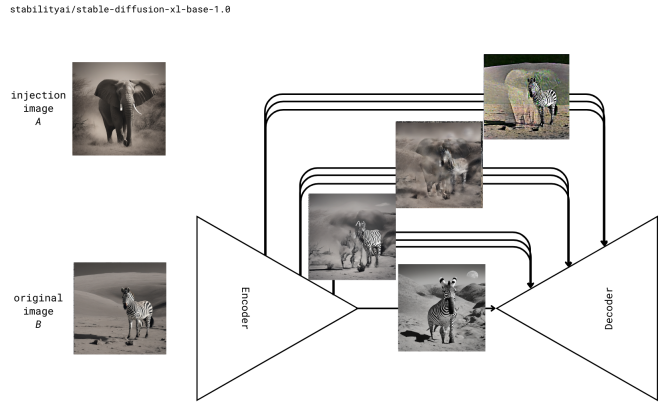 stabilityai/stable-diffusion-xl-base-1.0
injection
image
A
original
image
B
Encoder
Decoder